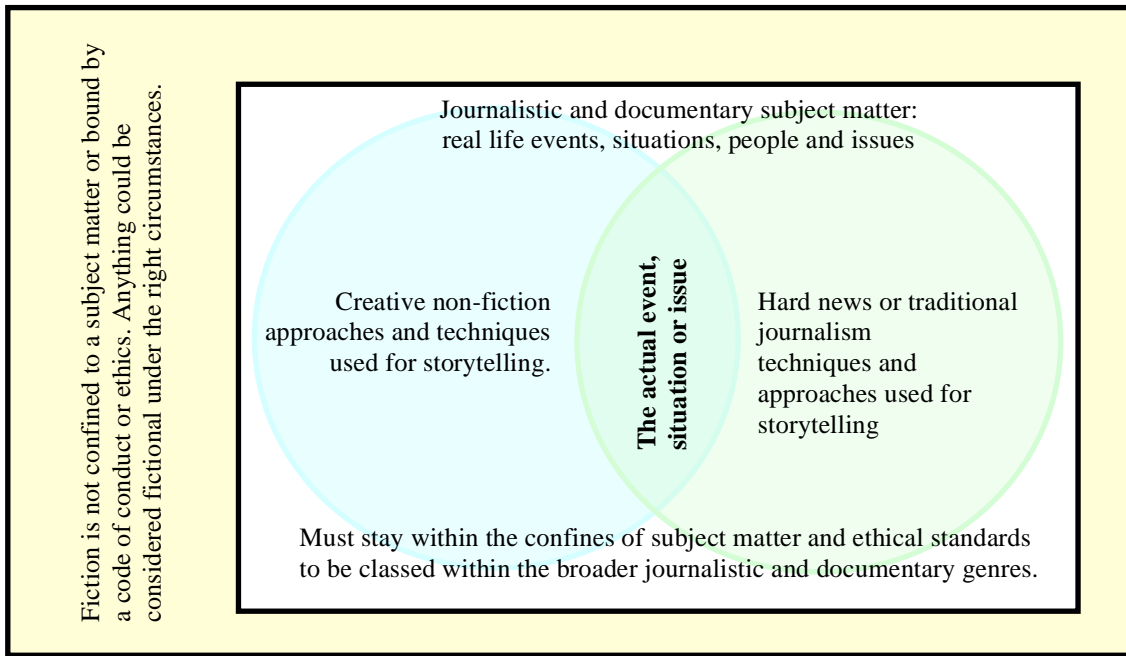 Fiction is not confined to a subject matter or bound by
a code of conduct or ethics. Anything could be
considered fictional under the right circumstances.
Journalistic and documentary subject matter:
real life events, situations, people and issues
Creative non-fiction
approaches and techniques
used for storytelling.
The actual event,
situation or issue
Hard news or traditional
journalism
techniques and
approaches used for
storytelling
Must stay within the confines of subject matter and ethical standards
to be classed within the broader journalistic and documentary genres.